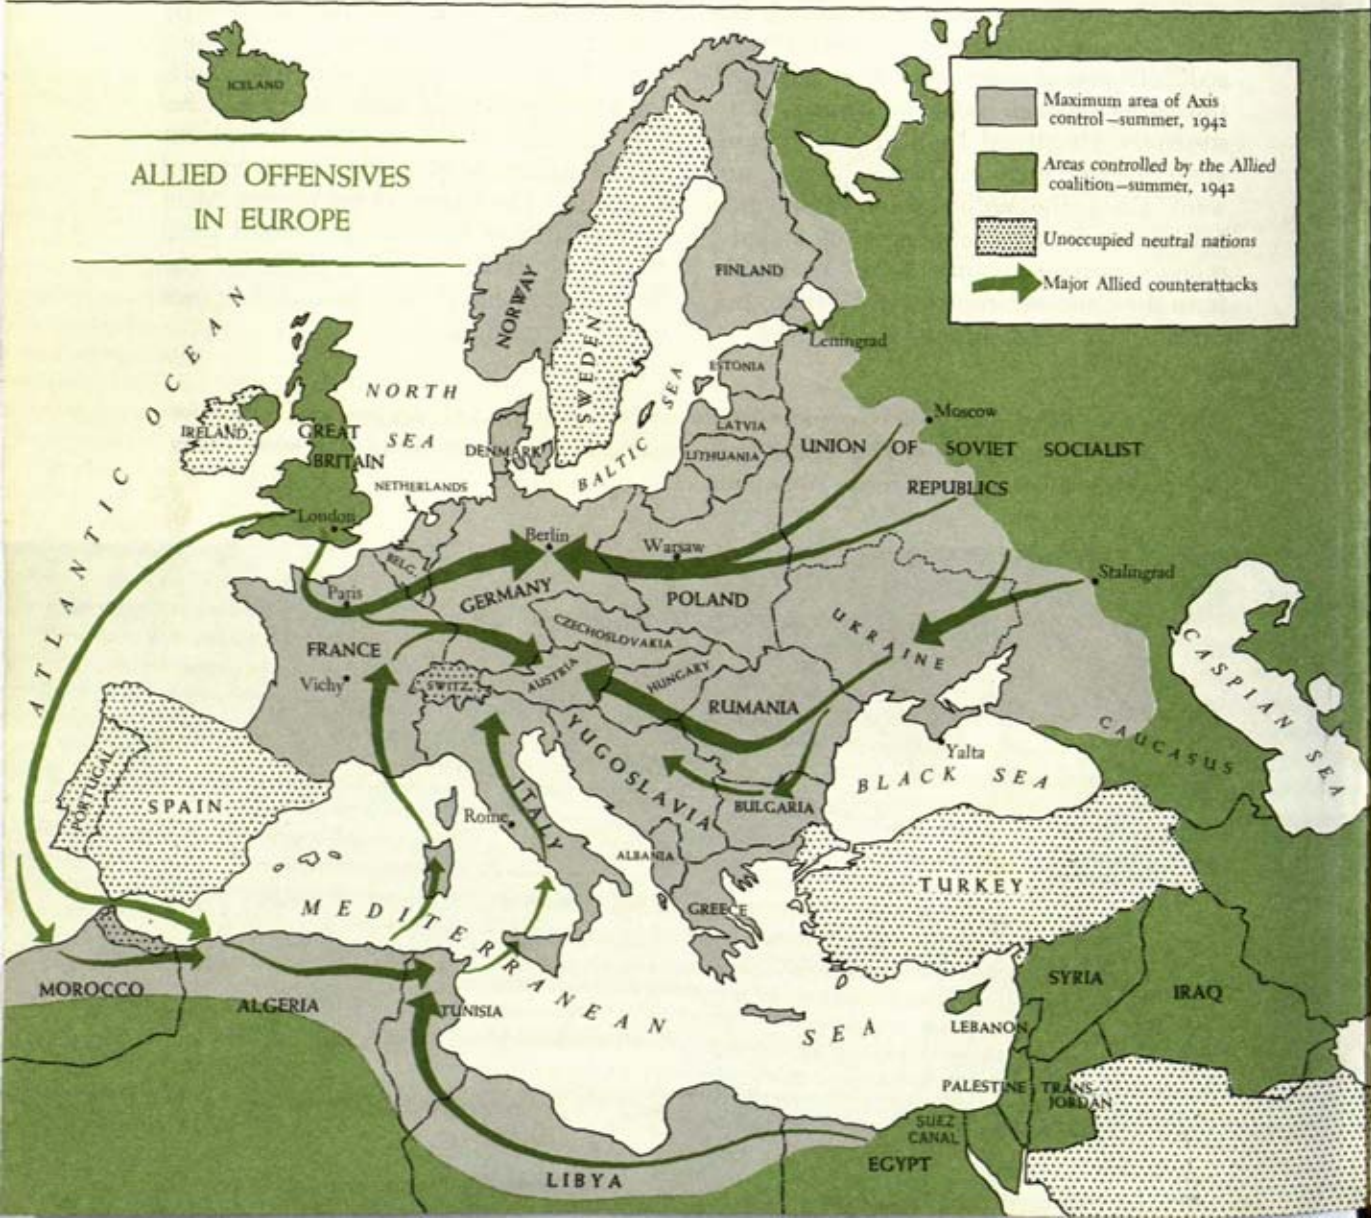 ICELAND
ALLIED OFFENSIVES
IN EUROPE
Maximum area of Axis
control—summer, 1942
Areas controlled by the Allied
coalition—summer, 1942
Unoccupied neutral nations
Major Allied counterattacks
ATLANTIC OCEAN
NORTH
SEA
NORWAY
SWEDEN
FINLAND
BALTIC SEA
Leningrad
ESTONIA
LATVIA
LITHUANIA
Moscow
UNION OF SOVIET SOCIALIST
REPUBLICS
IRELAND
GREAT
BRITAIN
London
DENMARK
NETHERLANDS
BELG.
Berlin
Warsaw
GERMANY
POLAND
Paris
FRANCE
Vichy
SWITZ.
CZECHOSLOVAKIA
AUSTRIA
HUNGARY
RUMANIA
UKRAINE
Stalingrad
CASPIAN SEA
CAUCASUS
Yalta
BLACK SEA
PORTUGAL
SPAIN
ITALY
Rome
YUGOSLAVIA
BULGARIA
ALBANIA
GREECE
TURKEY
MEDITERRANEAN
SEA
MOROCCO
ALGERIA
TUNISIA
LIBYA
SYRIA
IRAQ
LEBANON
PALESTINE
TRANS-
JORDAN
SUEZ
CANAL
EGYPT